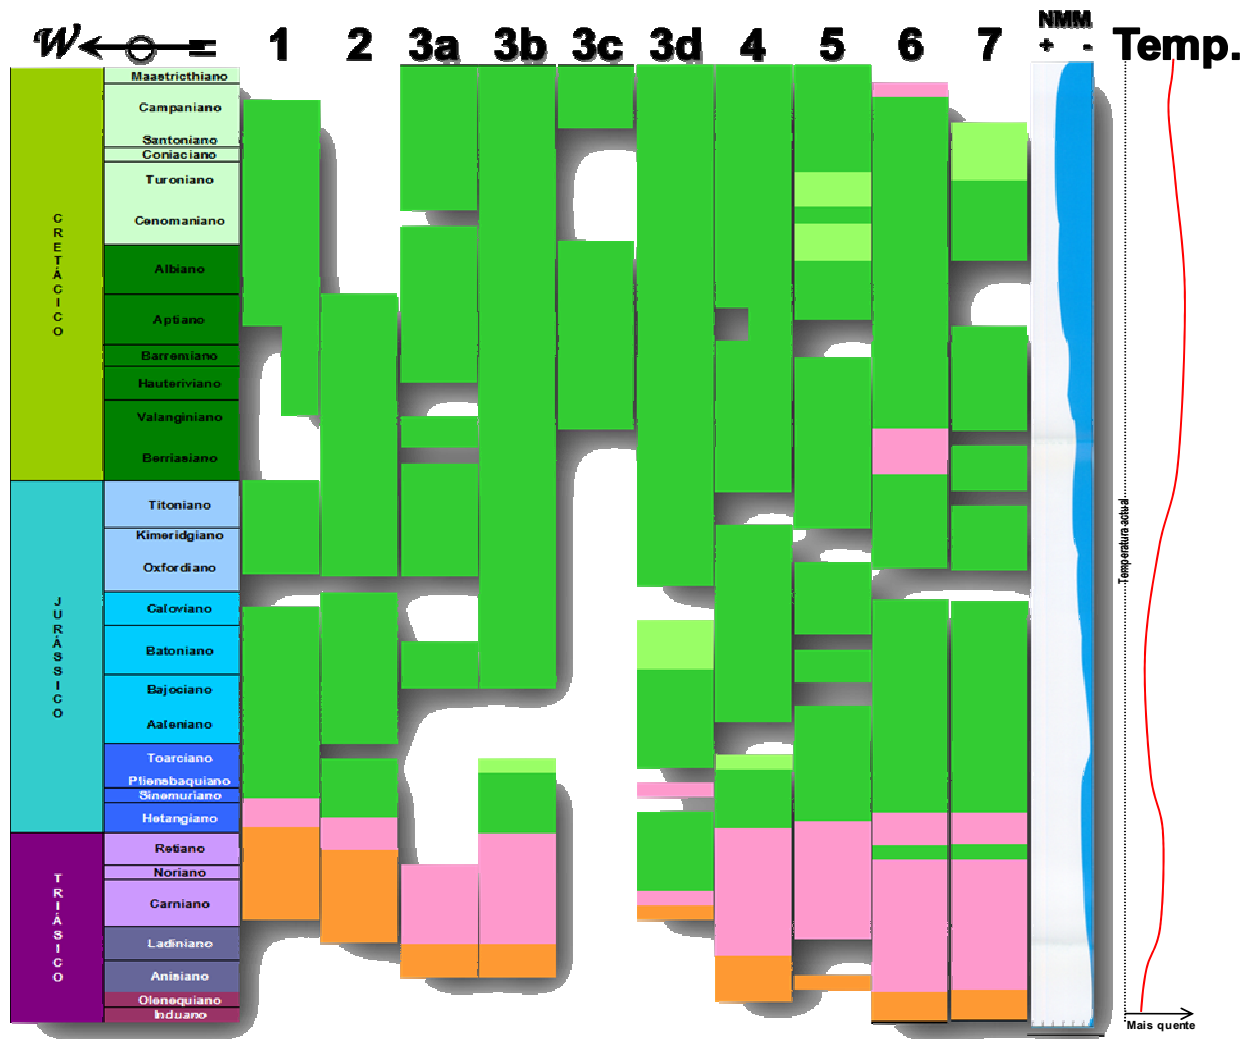 W 1 2 3a 3b 3c 3d 4 5 6 7 NMM Temp.
+ -
CRETÁCICO
Maastricthiano
Campaniano
Santoniano
Coniaciano
Turoniano
Cenomaniano
Albiano
Aptiano
Barremiano
Hauteriviano
Valanginiano
Berriasiano
JURÁSSICO
Titoniano
Kimeridgiano
Oxfordiano
Caloviano
Batoniano
Bajociano
Aaleniano
Toarciano
Pliensbaquiano
Sinemuriano
Hetangiano
TRIÁSICO
Retiano
Noriano
Carniano
Ladiniano
Anisiano
Olenequiano
Induano
Temperatura actual
Mais quente